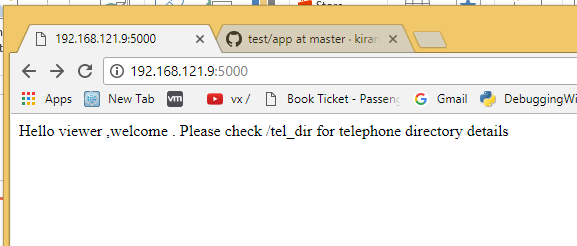 Store
192.168.121.9:5000
test/app at master · kiran
192.168.121.9:5000
Apps New Tab vm vx / Book Ticket - Passeng Gmail DebuggingWi
Hello viewer ,welcome . Please check /tel_dir for telephone directory details